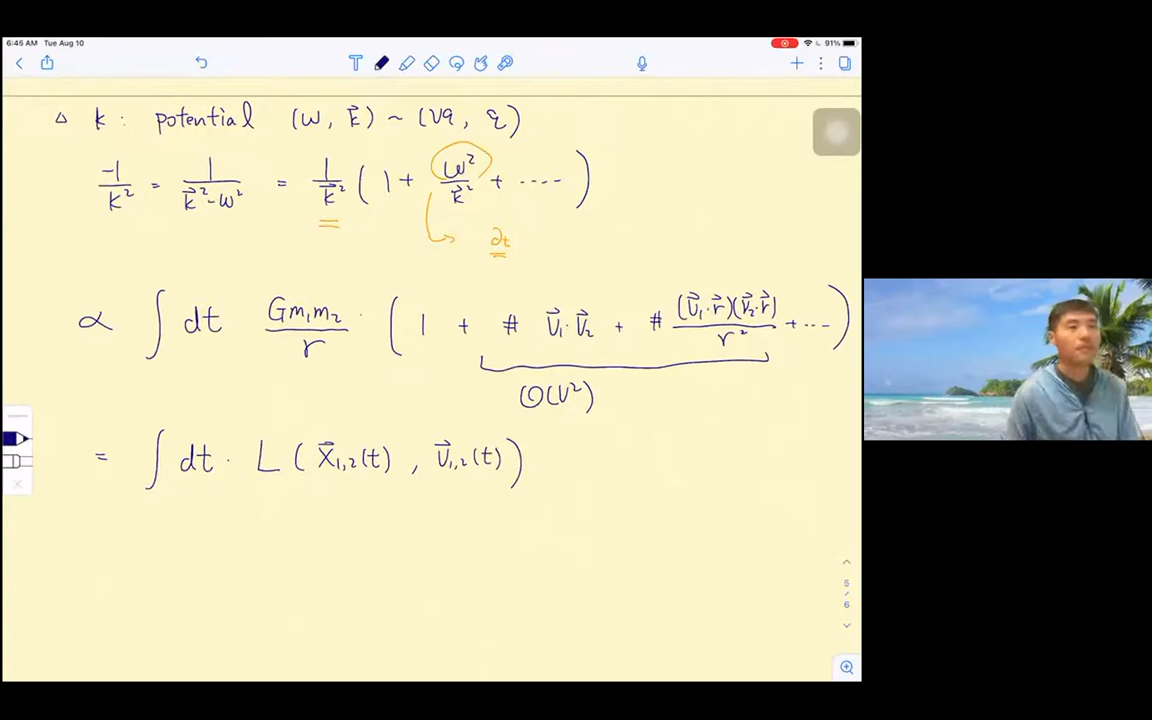 6:45 AM Tue Aug 10 91%
△ k : potential (ω, k⃗) ~ (vq, q)
-1/k² = 1/(k⃗²-ω²) = 1/k⃗² ( 1 + ω²/k⃗² + ···· )
∂t
∝ ∫ dt Gm₁m₂/r · ( 1 + # v⃗₁·v⃗₂ + # (v⃗₁·r⃗)(v⃗₂·r⃗)/r² + ··· )
O(v²)
= ∫ dt · L ( x⃗₁,₂(t) , v⃗₁,₂(t) )
5
/
6